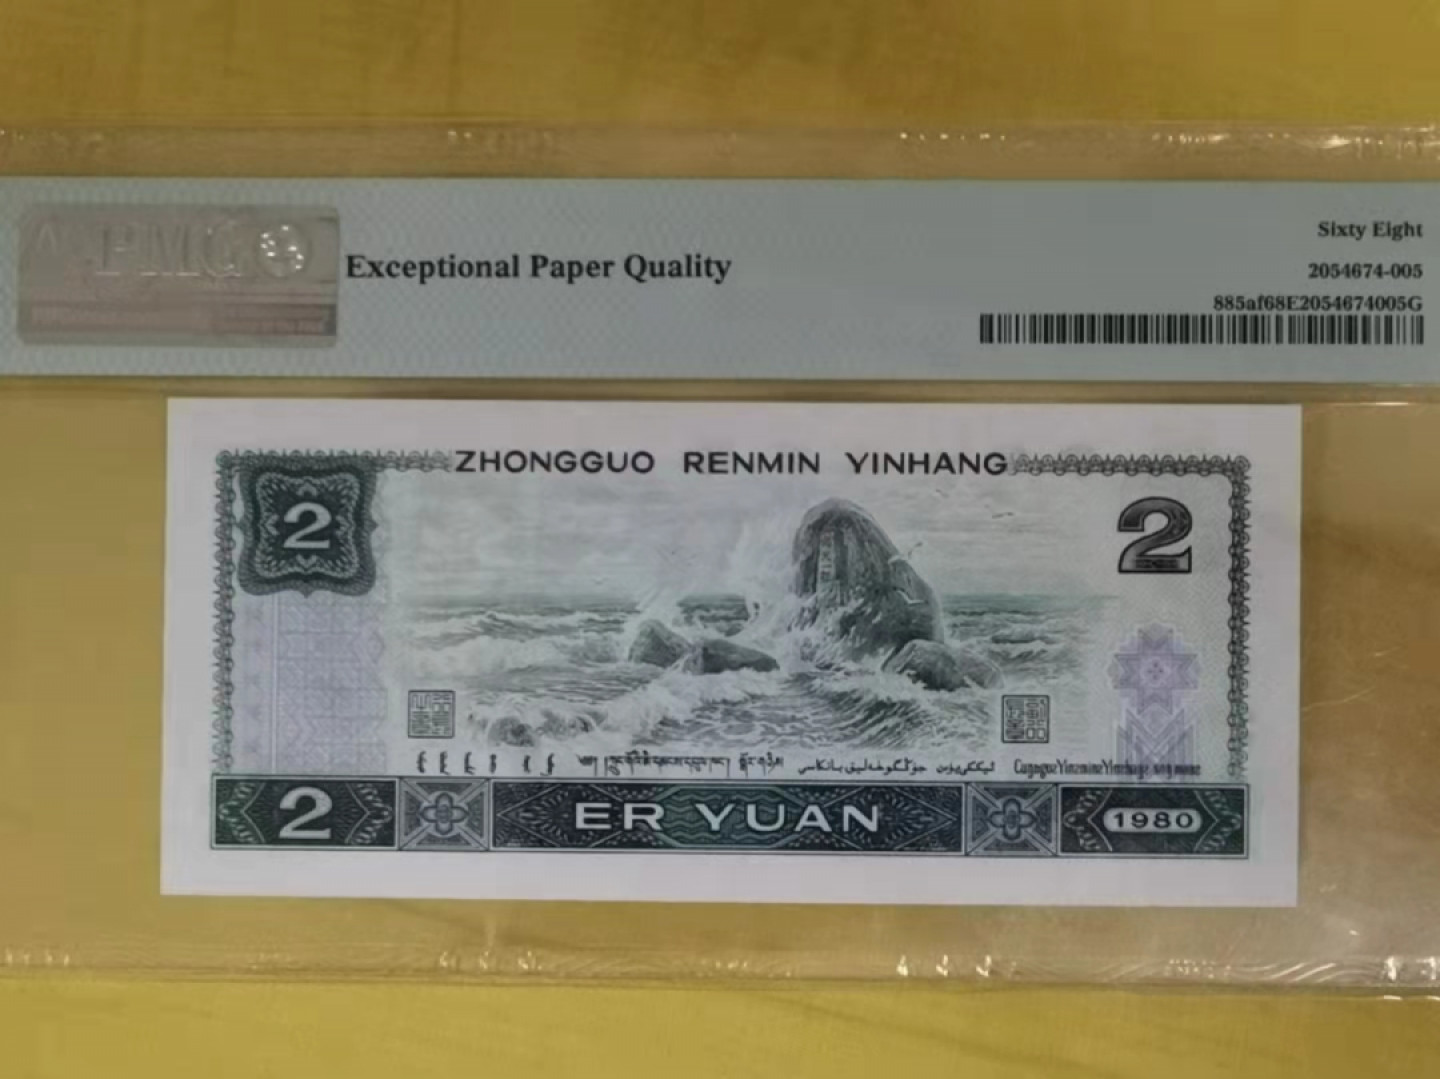 PMG
Exceptional Paper Quality
Sixty Eight
2054674-005
885af68E2054674005G
ZHONGGUO RENMIN YINHANG
2
2
2
ER YUAN
1980